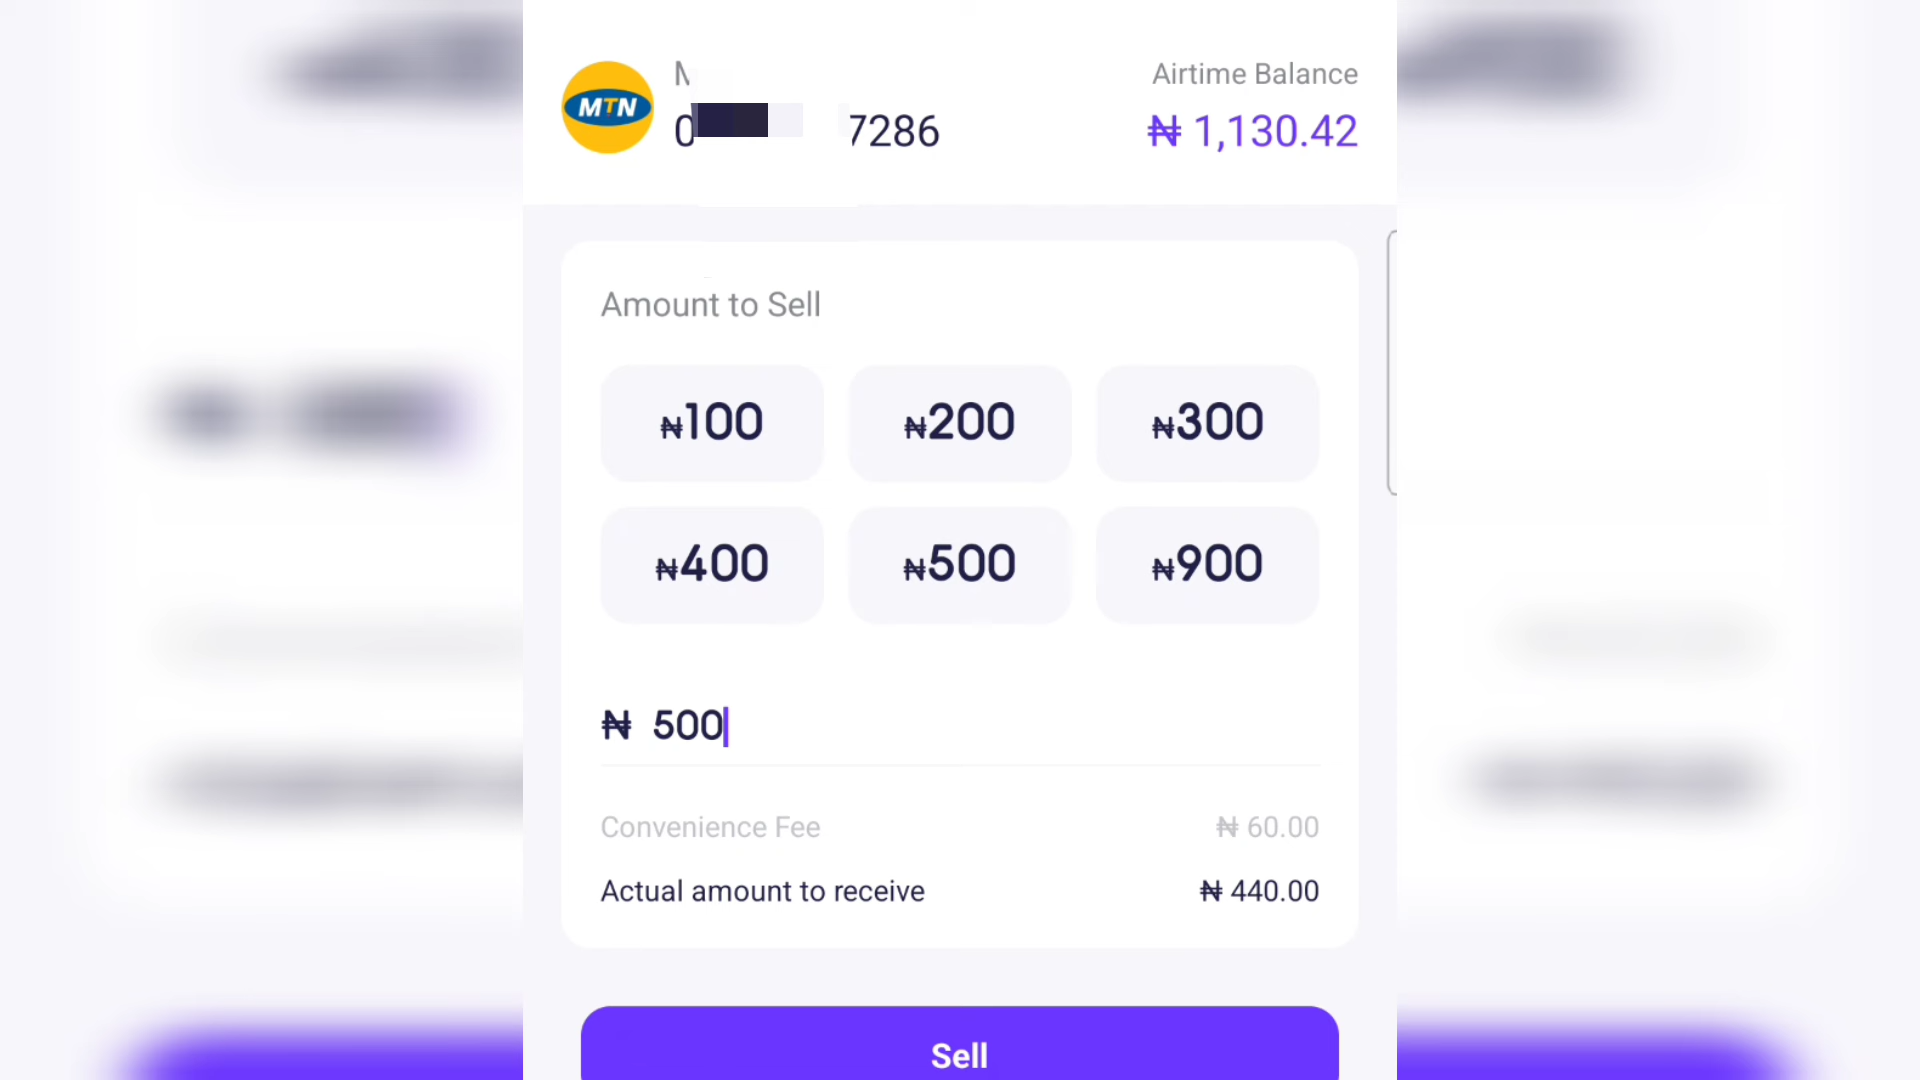 MTN
Airtime Balance
0 7286
₦ 1,130.42
Amount to Sell
₦100
₦200
₦300
₦400
₦500
₦900
₦ 500
Convenience Fee
₦ 60.00
Actual amount to receive
₦ 440.00
Sell